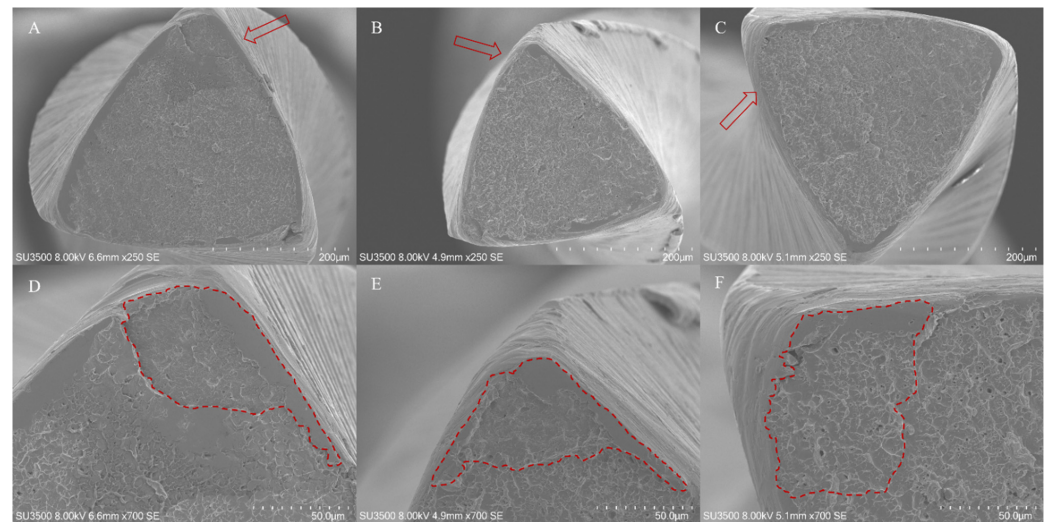 A
B
C
200μm
SU3500 8.00kV 6.6mm x250 SE
200μm
SU3500 8.00kV 4.9mm x250 SE
200μm
SU3500 8.00kV 5.1mm x250 SE
D
E
F
50.0μm
SU3500 8.00kV 6.6mm x700 SE
50.0μm
SU3500 8.00kV 4.9mm x700 SE
50.0μm
SU3500 8.00kV 5.1mm x700 SE